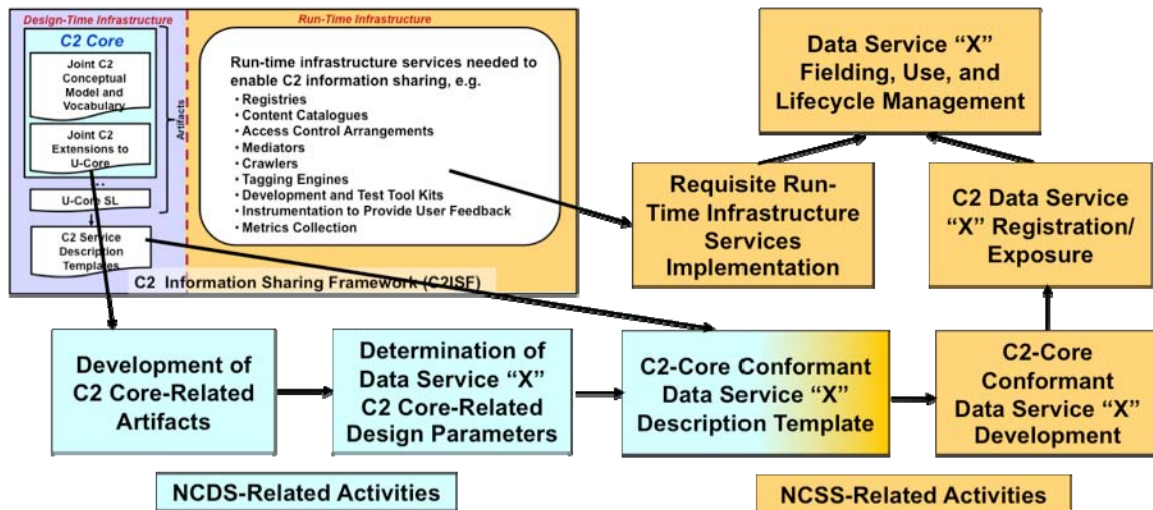 Design-Time Infrastructure
C2 Core
Joint C2
Conceptual
Model and
Vocabulary
Joint C2
Extensions to
U-Core
..
U-Core SL
C2 Service
Description
Templates
Artifacts
Run-Time Infrastructure
Run-time infrastructure services needed to
enable C2 information sharing, e.g.
• Registries
• Content Catalogues
• Access Control Arrangements
• Mediators
• Crawlers
• Tagging Engines
• Development and Test Tool Kits
• Instrumentation to Provide User Feedback
• Metrics Collection
C2 Information Sharing Framework (C2ISF)
Data Service “X”
Fielding, Use, and
Lifecycle Management
Requisite Run-
Time Infrastructure
Services
Implementation
C2 Data Service
“X” Registration/
Exposure
Development of
C2 Core-Related
Artifacts
Determination of
Data Service “X”
C2 Core-Related
Design Parameters
C2-Core Conformant
Data Service “X”
Description Template
C2-Core
Conformant
Data Service “X”
Development
NCDS-Related Activities
NCSS-Related Activities